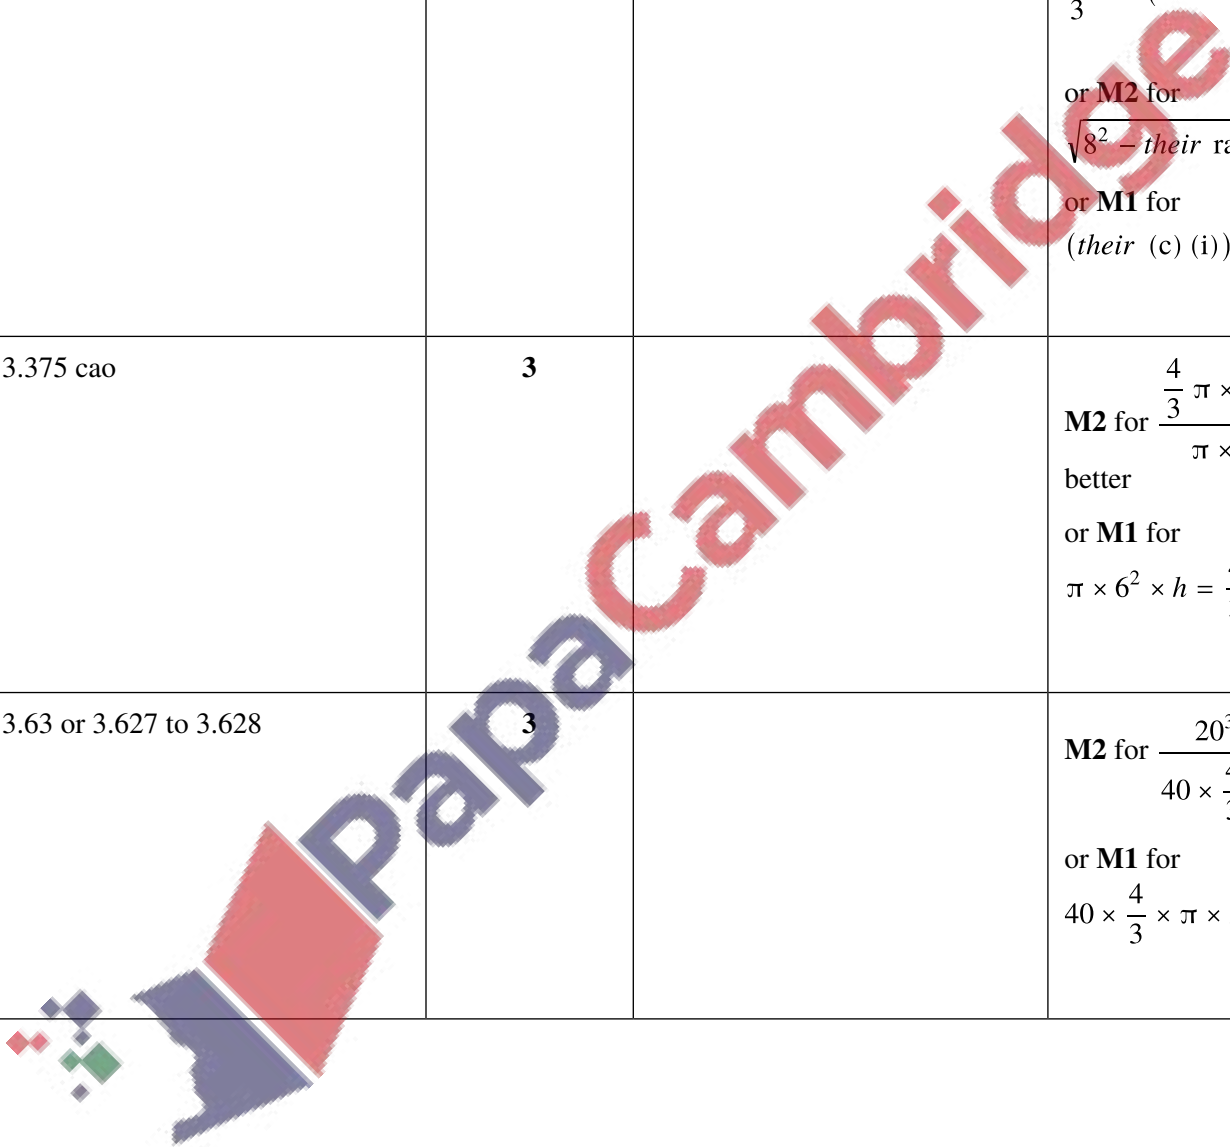 3
or M2 for
√8² – their
or M1 for
(their (c) (i))
3.375 cao
3
M2 for 4/3 π × / π ×
better
or M1 for
π × 6² × h =
3.63 or 3.627 to 3.628
3
M2 for 20³ / 40 ×
or M1 for
40 × 4/3 × π ×
PapaCambridge